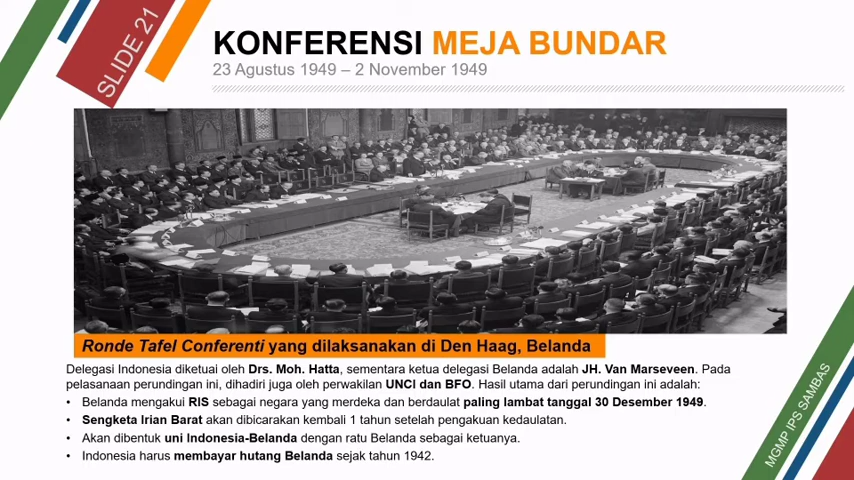 SLIDE 21
KONFERENSI MEJA BUNDAR
23 Agustus 1949 – 2 November 1949
Ronde Tafel Conferenti yang dilaksanakan di Den Haag, Belanda
Delegasi Indonesia diketuai oleh Drs. Moh. Hatta, sementara ketua delegasi Belanda adalah JH. Van Marseveen. Pada
pelasanaan perundingan ini, dihadiri juga oleh perwakilan UNCI dan BFO. Hasil utama dari perundingan ini adalah:
• Belanda mengakui RIS sebagai negara yang merdeka dan berdaulat paling lambat tanggal 30 Desember 1949.
• Sengketa Irian Barat akan dibicarakan kembali 1 tahun setelah pengakuan kedaulatan.
• Akan dibentuk uni Indonesia-Belanda dengan ratu Belanda sebagai ketuanya.
• Indonesia harus membayar hutang Belanda sejak tahun 1942.
MGMP IPS SAMBAS